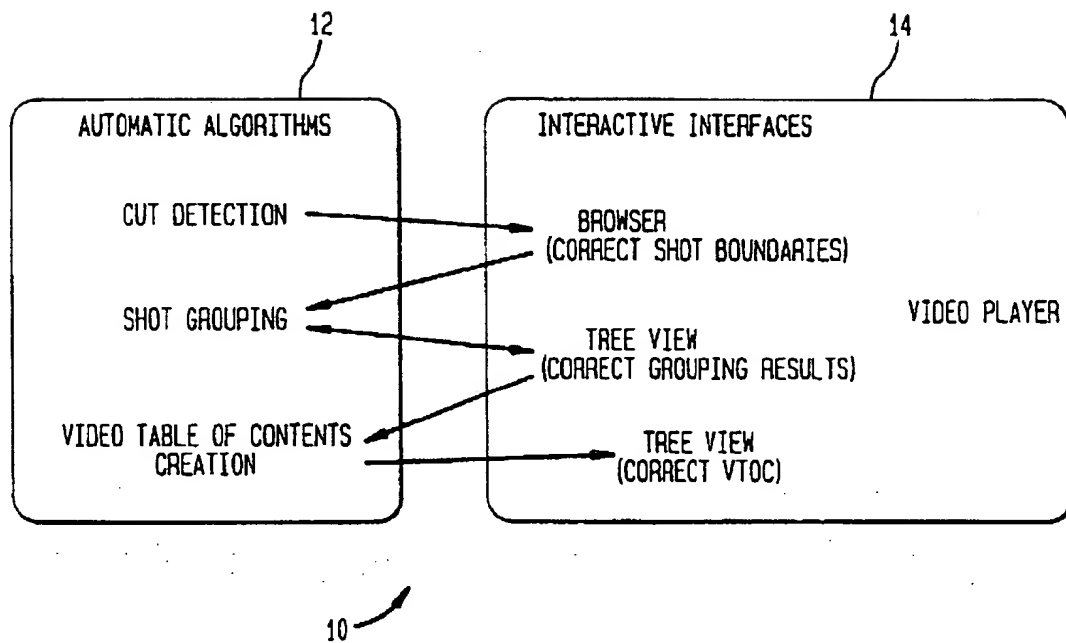 12
14
AUTOMATIC ALGORITHMS
CUT DETECTION
SHOT GROUPING
VIDEO TABLE OF CONTENTS
CREATION
INTERACTIVE INTERFACES
BROWSER
(CORRECT SHOT BOUNDARIES)
TREE VIEW
(CORRECT GROUPING RESULTS)
TREE VIEW
(CORRECT VTOC)
VIDEO PLAYER
10